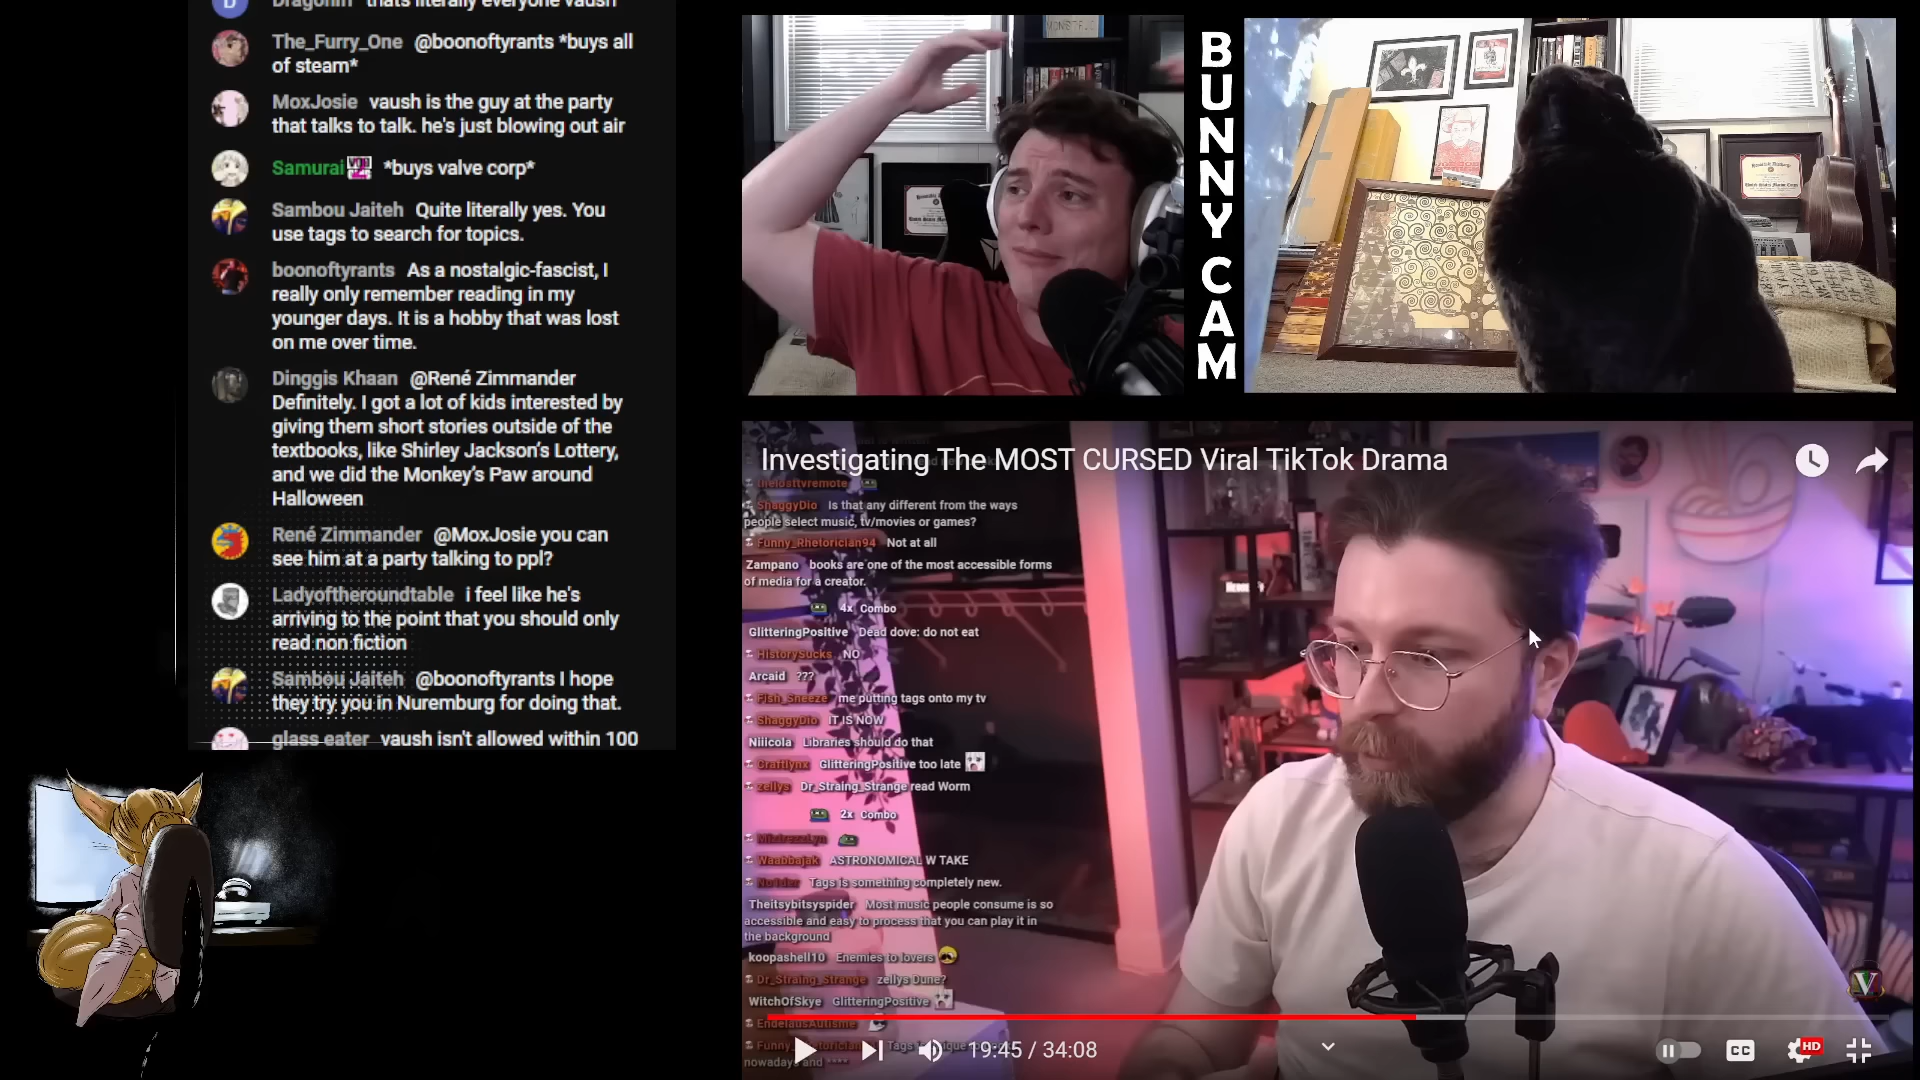 Dragonm thats literally everyone vaush
The_Furry_One @boonoftyrants *buys all
of steam*
MoxJosie vaush is the guy at the party
that talks to talk. he's just blowing out air
Samurai *buys valve corp*
Sambou Jaiteh Quite literally yes. You
use tags to search for topics.
boonoftyrants As a nostalgic-fascist, I
really only remember reading in my
younger days. It is a hobby that was lost
on me over time.
Dinggis Khaan @René Zimmander
Definitely. I got a lot of kids interested by
giving them short stories outside of the
textbooks, like Shirley Jackson's Lottery,
and we did the Monkey's Paw around
Halloween
René Zimmander @MoxJosie you can
see him at a party talking to ppl?
Ladyoftheroundtable i feel like he's
arriving to the point that you should only
read non fiction
Sambou Jaiteh @boonoftyrants I hope
they try you in Nuremburg for doing that.
glass eater vaush isn't allowed within 100
BUNNY CAM
Investigating The MOST CURSED Viral TikTok Drama
thelosttvremote
ShaggyDio Is that any different from the ways
people select music, tv/movies or games?
Funny_Rhetorician94 Not at all
Zampano books are one of the most accessible forms
of media for a creator.
4x Combo
GlitteringPositive Dead dove: do not eat
HistorySucks NO
Arcaid ???
Fish_Sneeze me putting tags onto my tv
ShaggyDio IT IS NOW
Niiicola Libraries should do that
Craftlynx GlitteringPositive too late
zellys Dr_Straing_Strange read Worm
2x Combo
Waabbajak ASTRONOMICAL W TAKE
Tags is something completely new.
Theitsybitsyspider Most music people consume is so
accessible and easy to process that you can play it in
the background
koopashell10 Enemies to lovers
Dr_Straing_Strange zellys Dune?
WitchOfSkye GlitteringPositive
EndelausAutisme
nowadays and ****
19:45 / 34:08
CC
HD
V